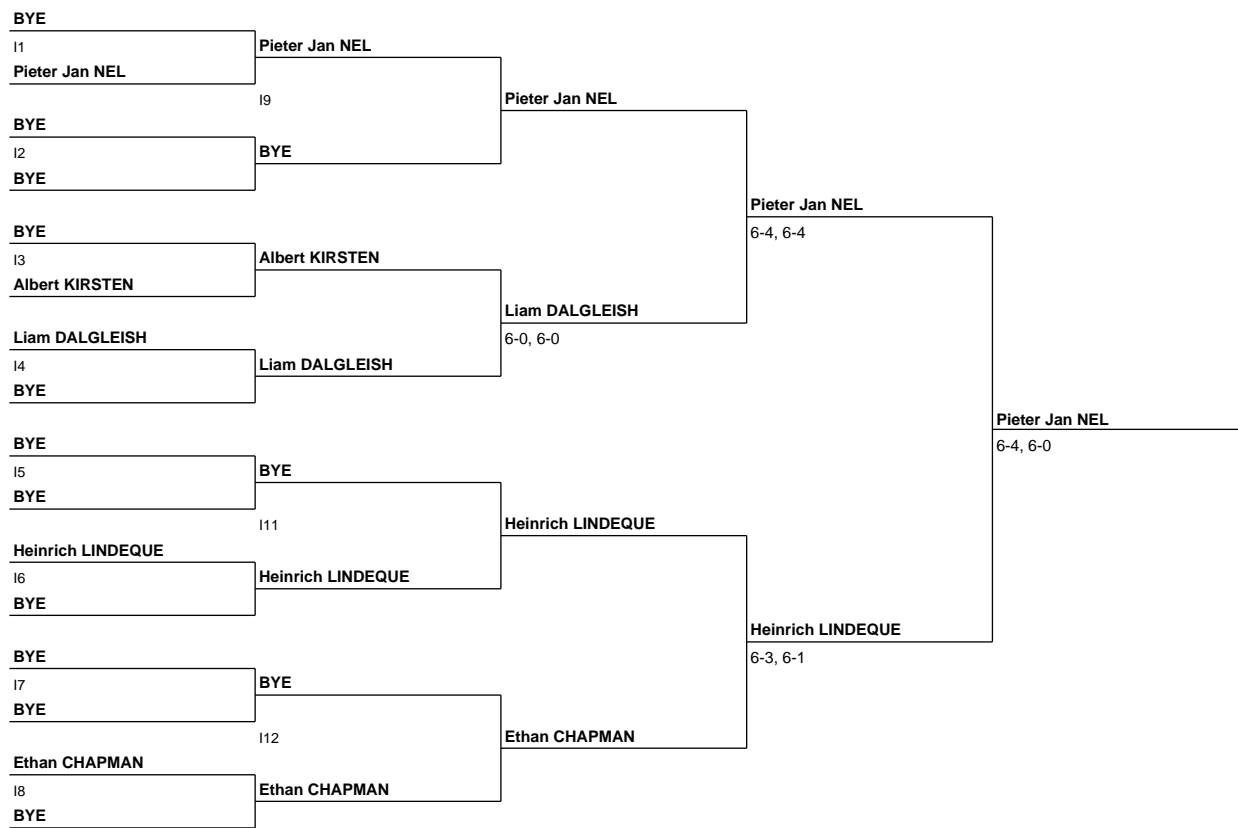 BYE
I1
Pieter Jan NEL
BYE
I2
BYE
BYE
I3
Albert KIRSTEN
Liam DALGLEISH
I4
BYE
BYE
I5
BYE
Heinrich LINDEQUE
I6
BYE
BYE
I7
BYE
Ethan CHAPMAN
I8
BYE
Pieter Jan NEL
I9
BYE
Albert KIRSTEN
Liam DALGLEISH
BYE
I11
Heinrich LINDEQUE
BYE
I12
Ethan CHAPMAN
Pieter Jan NEL
Liam DALGLEISH
6-0, 6-0
Heinrich LINDEQUE
Ethan CHAPMAN
Pieter Jan NEL
6-4, 6-4
Heinrich LINDEQUE
6-3, 6-1
Pieter Jan NEL
6-4, 6-0